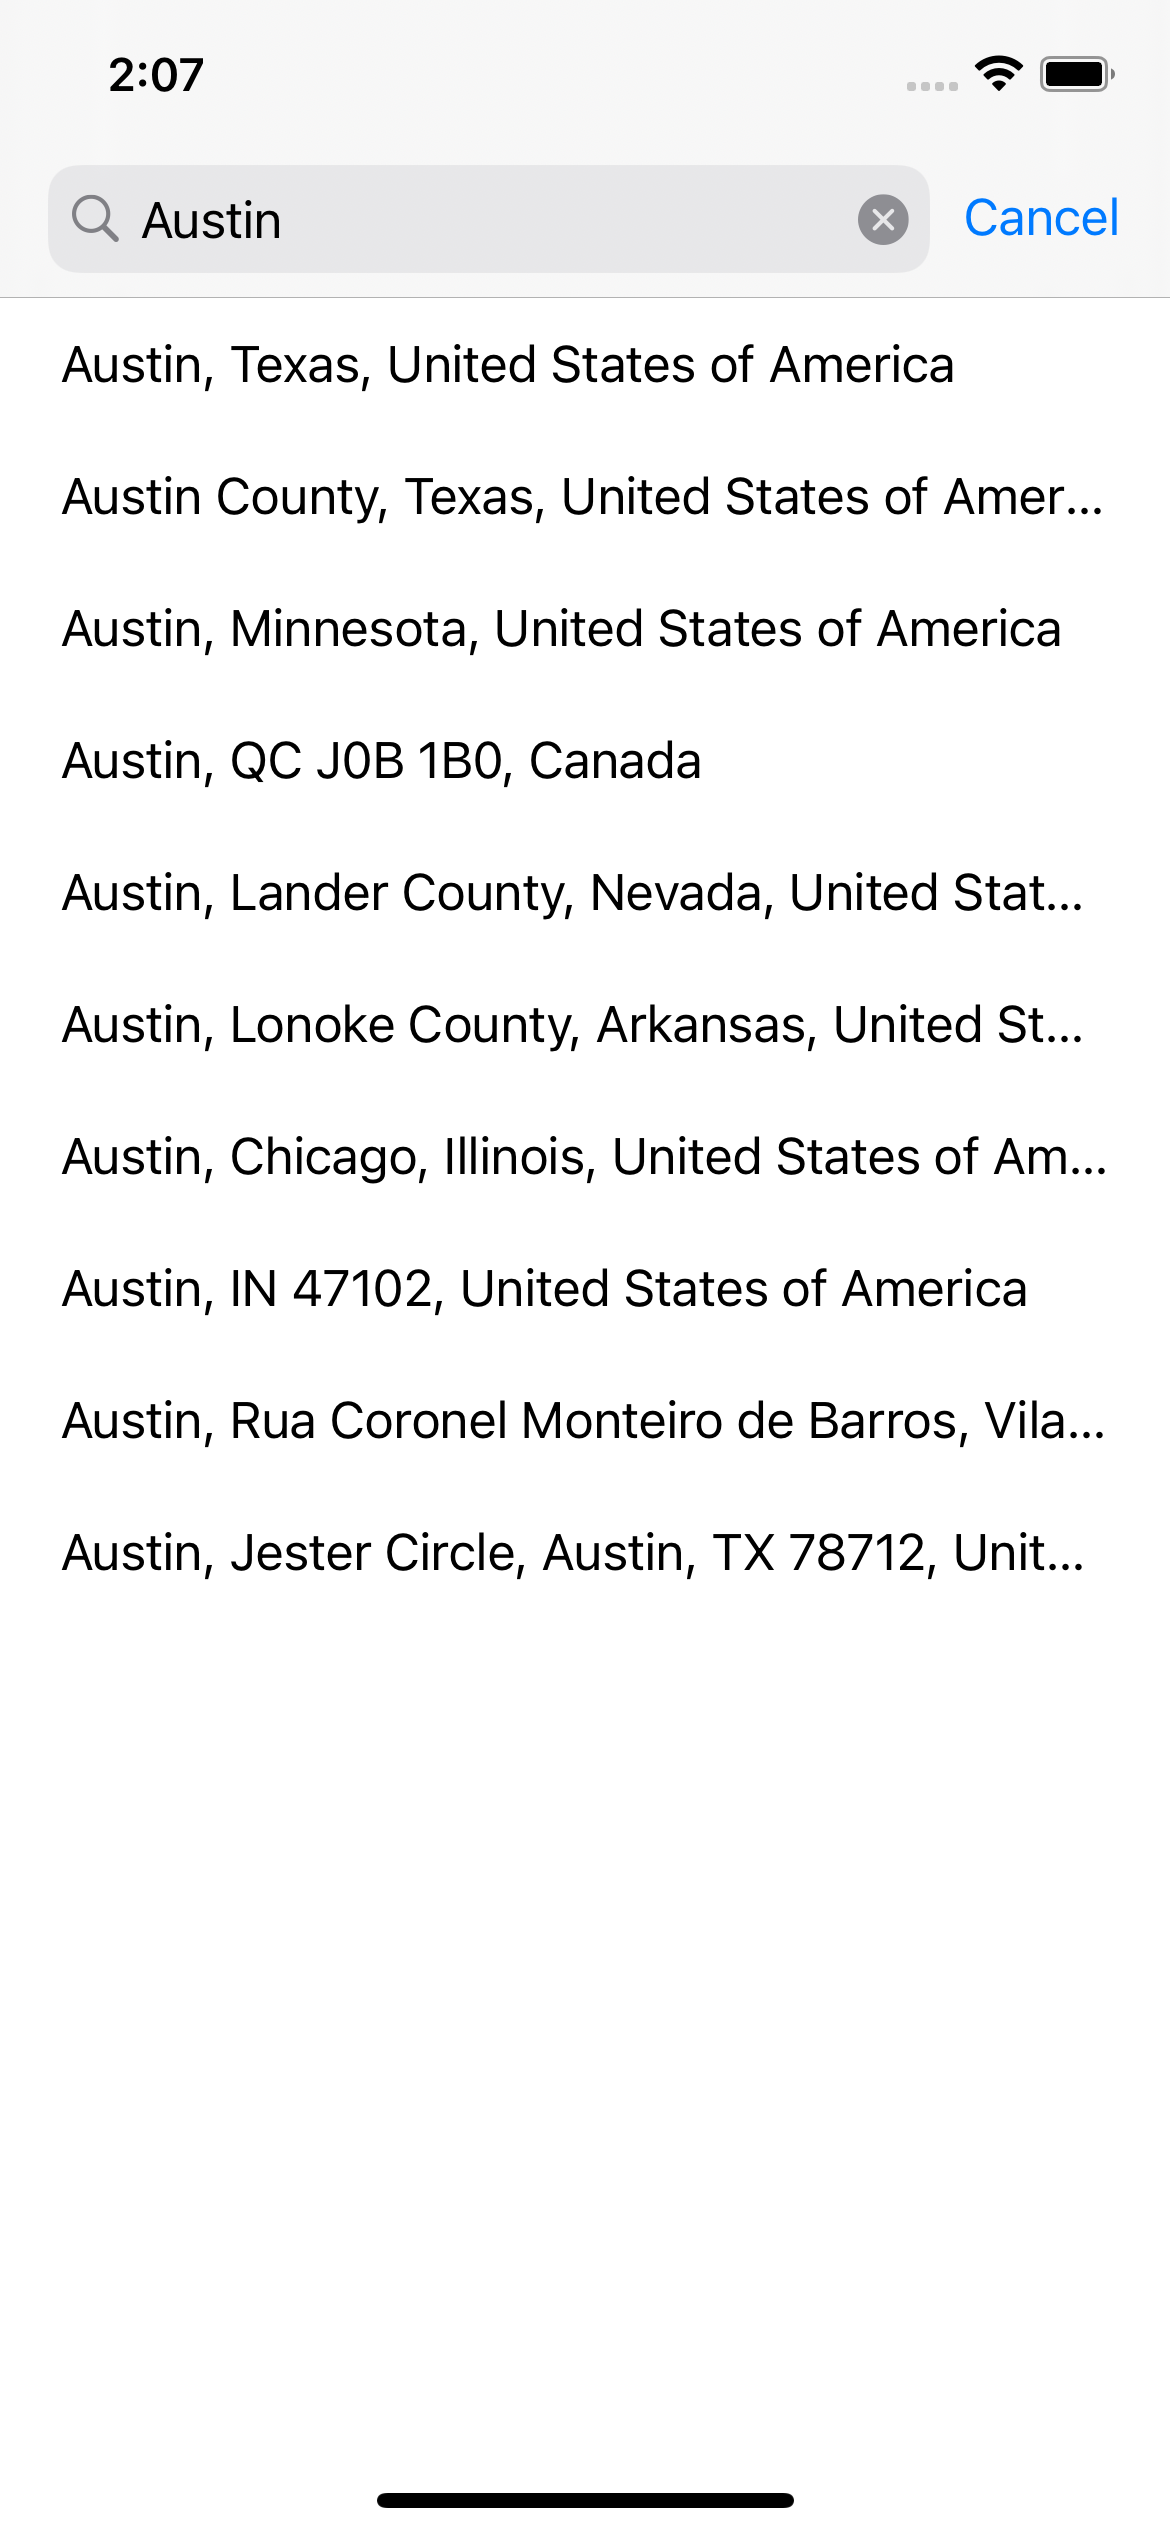 2:07
Austin
Cancel
Austin, Texas, United States of America
Austin County, Texas, United States of Amer...
Austin, Minnesota, United States of America
Austin, QC J0B 1B0, Canada
Austin, Lander County, Nevada, United Stat...
Austin, Lonoke County, Arkansas, United St...
Austin, Chicago, Illinois, United States of Am...
Austin, IN 47102, United States of America
Austin, Rua Coronel Monteiro de Barros, Vila...
Austin, Jester Circle, Austin, TX 78712, Unit...